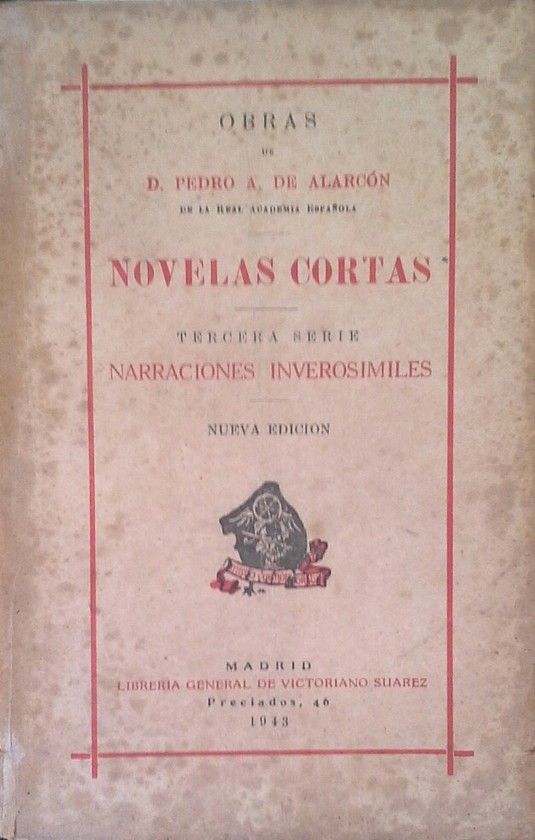 OBRAS
DE
D. PEDRO A. DE ALARCÓN
DE LA REAL ACADEMIA ESPAÑOLA
NOVELAS CORTAS
TERCERA SERIE
NARRACIONES INVEROSIMILES
NUEVA EDICION
MADRID
LIBRERÍA GENERAL DE VICTORIANO SUAREZ
Preciados, 46
1943